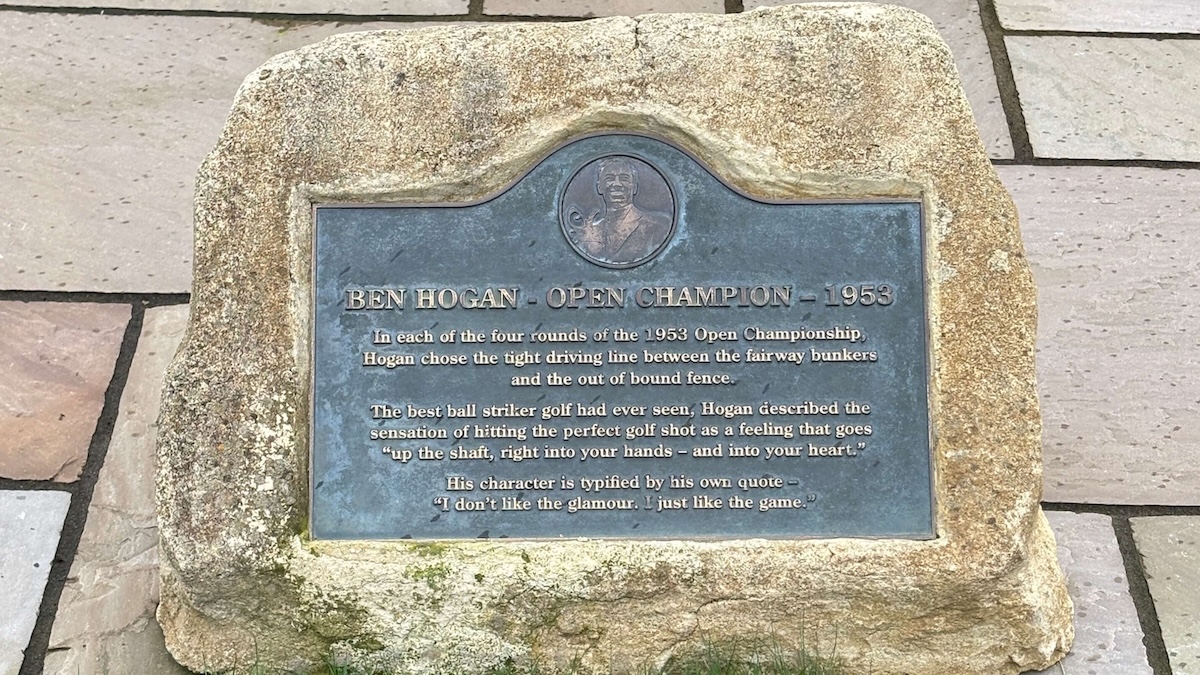 BEN HOGAN - OPEN CHAMPION – 1953
In each of the four rounds of the 1953 Open Championship,
Hogan chose the tight driving line between the fairway bunkers
and the out of bound fence.
The best ball striker golf had ever seen, Hogan described the
sensation of hitting the perfect golf shot as a feeling that goes
“up the shaft, right into your hands – and into your heart.”
His character is typified by his own quote –
“I don’t like the glamour. I just like the game.”